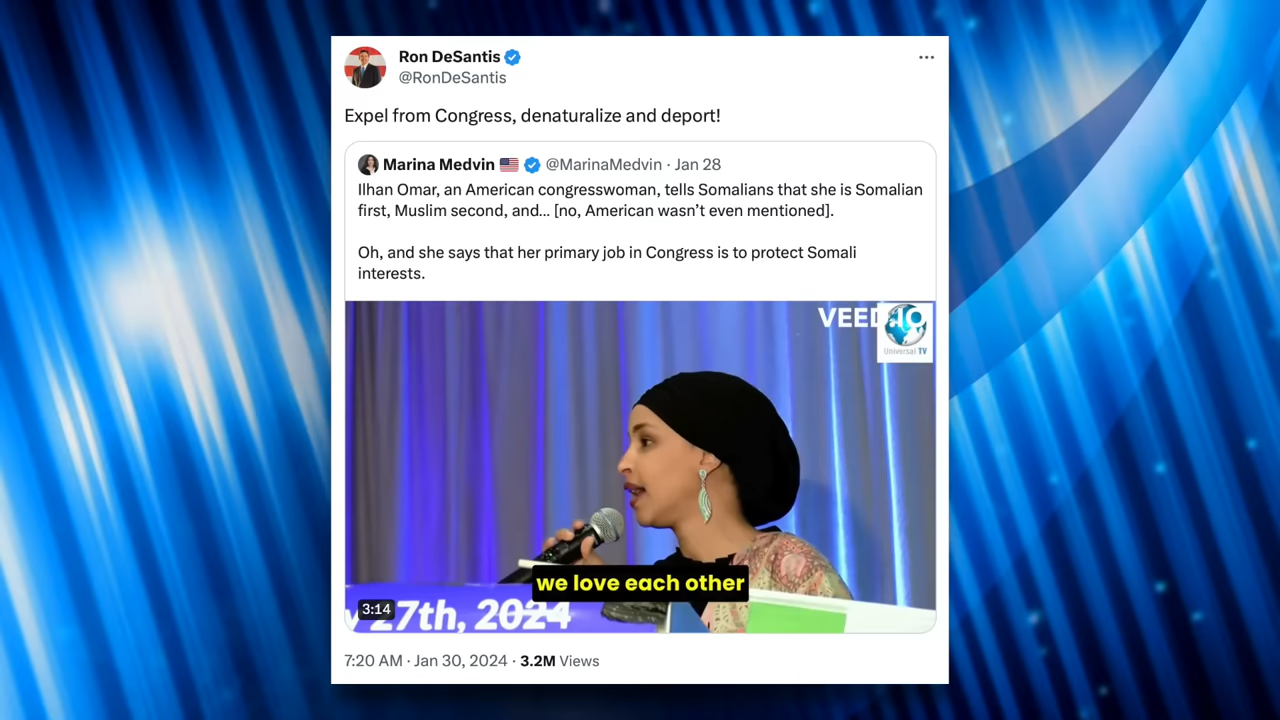 Ron DeSantis
@RonDeSantis
Expel from Congress, denaturalize and deport!
Marina Medvin @MarinaMedvin · Jan 28
Ilhan Omar, an American congresswoman, tells Somalians that she is Somalian
first, Muslim second, and... [no, American wasn’t even mentioned].
Oh, and she says that her primary job in Congress is to protect Somali
interests.
VEED.IO
Universal TV
we love each other
27th, 2024
3:14
7:20 AM · Jan 30, 2024 · 3.2M Views